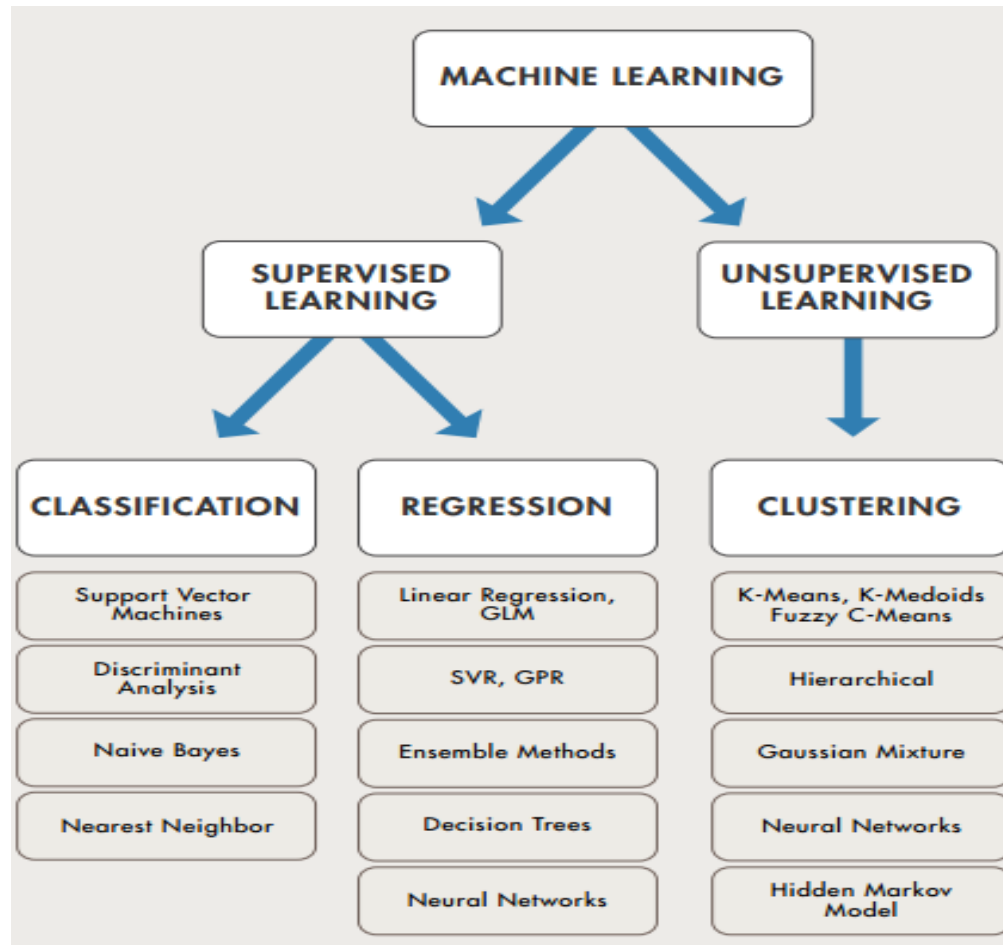 MACHINE LEARNING
SUPERVISED
LEARNING
UNSUPERVISED
LEARNING
CLASSIFICATION
Support Vector
Machines
Discriminant
Analysis
Naive Bayes
Nearest Neighbor
REGRESSION
Linear Regression,
GLM
SVR, GPR
Ensemble Methods
Decision Trees
Neural Networks
CLUSTERING
K-Means, K-Medoids
Fuzzy C-Means
Hierarchical
Gaussian Mixture
Neural Networks
Hidden Markov
Model